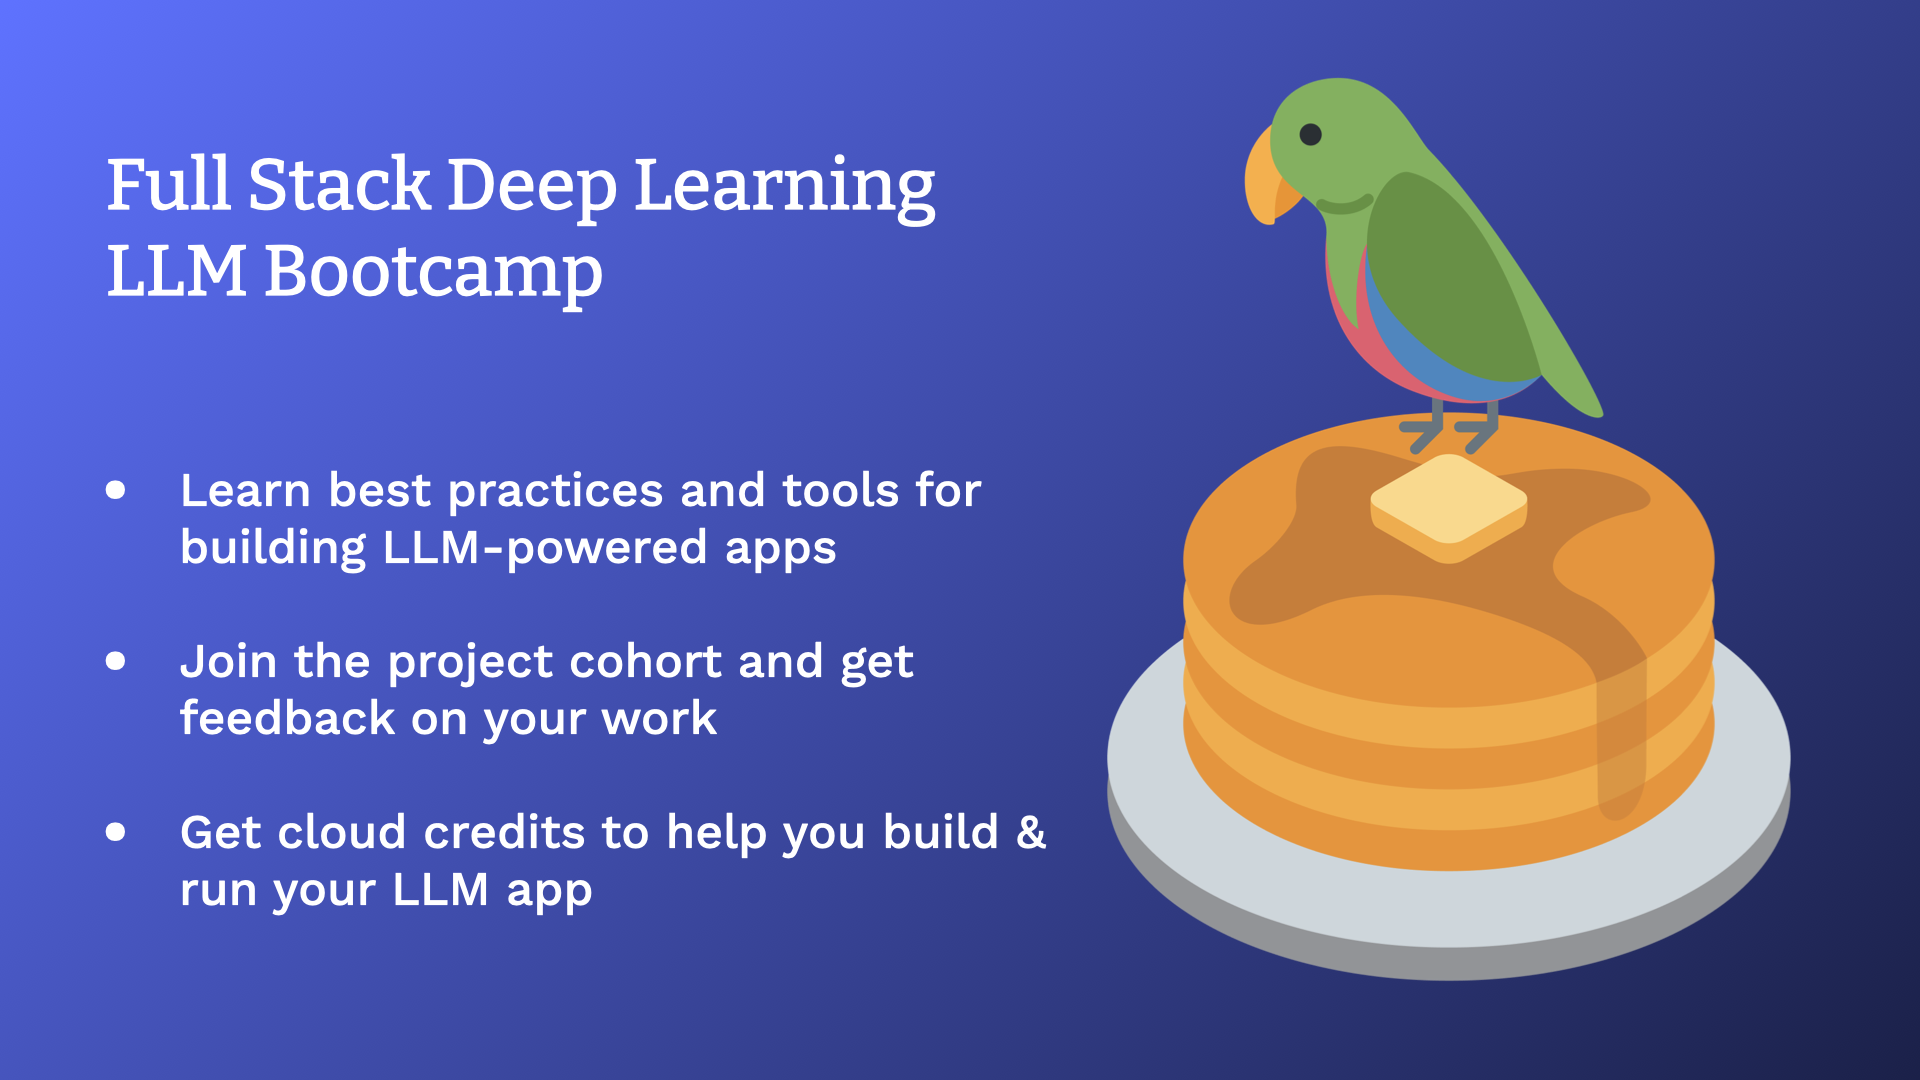 Full Stack Deep Learning
LLM Bootcamp
• Learn best practices and tools for
building LLM-powered apps
• Join the project cohort and get
feedback on your work
• Get cloud credits to help you build &
run your LLM app